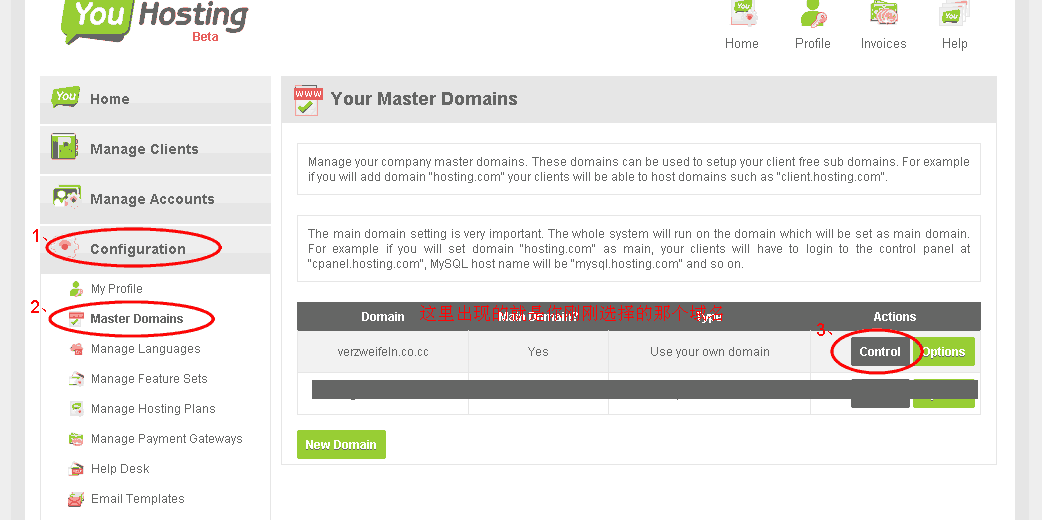 You Hosting
Beta
You
You
Home Profile Invoices Help
You Home
Manage Clients
Manage Accounts
1、 Configuration
My Profile
2、 Master Domains
Manage Languages
Manage Feature Sets
Manage Hosting Plans
Manage Payment Gateways
Help Desk
Email Templates
WWW Your Master Domains
Manage your company master domains. These domains can be used to setup your client free sub domains. For example
if you will add domain "hosting.com" your clients will be able to host domains such as "client.hosting.com".
The main domain setting is very important. The whole system will run on the domain which will be set as main domain.
For example if you will set domain "hosting.com" as main, your clients will have to login to the control panel at
"cpanel.hosting.com", MySQL host name will be "mysql.hosting.com" and so on.
这里出现的就是你刚刚选择的那个域名
Domain Main Domain? Type Actions
3、
verzweifeln.co.cc Yes Use your own domain Control Options
New Domain